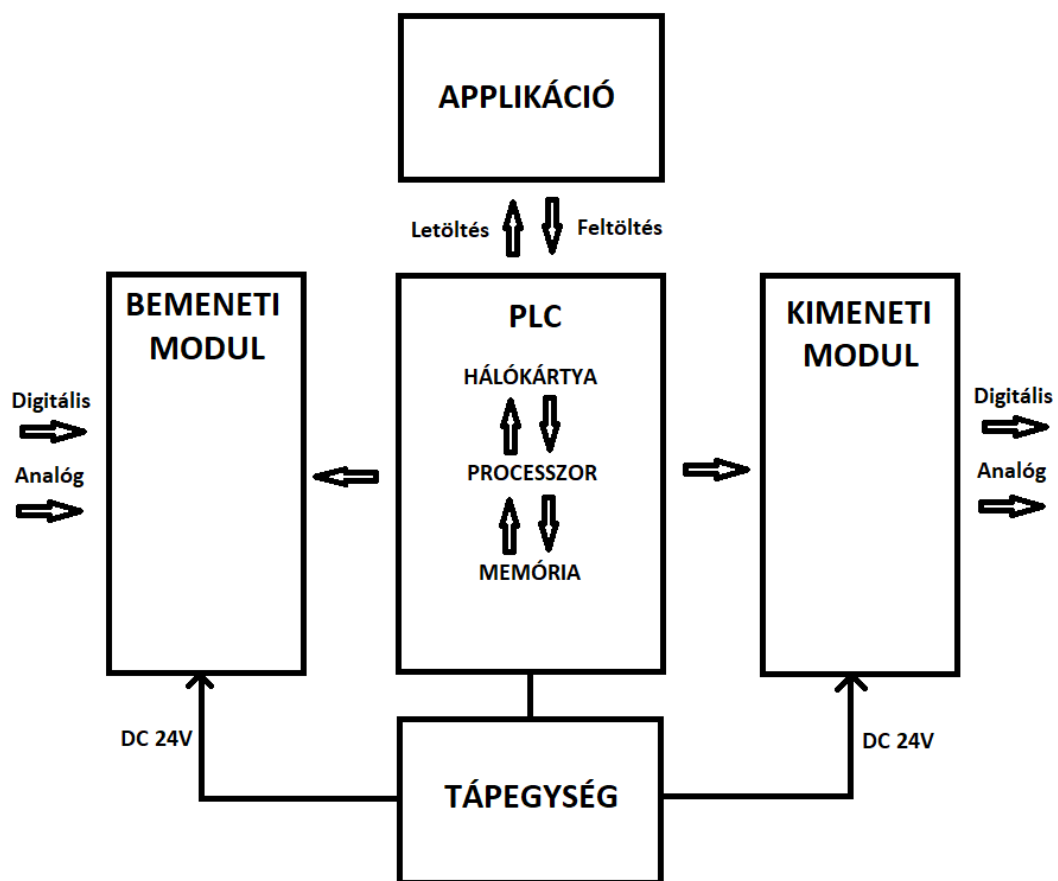 APPLIKÁCIÓ
Letöltés
Feltöltés
BEMENETI
MODUL
PLC
KIMENETI
MODUL
HÁLÓKÁRTYA
Digitális
Digitális
PROCESSZOR
Analóg
Analóg
MEMÓRIA
DC 24V
DC 24V
TÁPEGYSÉG